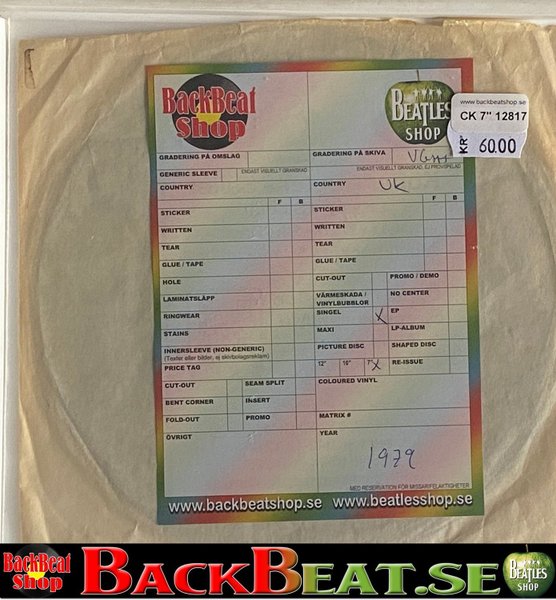 BackBeat
Shop
BEATLES
SHOP
www.backbeatshop.se
CK 7" 12817
KR 60.00
GRADERING PÅ OMSLAG
GRADERING PÅ SKIVA VG++
GENERIC SLEEVE ENDAST VISUELLT GRANSKAD
ENDAST VISUELLT GRANSKAD, EJ PROVSPELAD
COUNTRY
COUNTRY UK
F B
F B
STICKER
STICKER
WRITTEN
WRITTEN
TEAR
TEAR
GLUE / TAPE
GLUE / TAPE
HOLE
CUT-OUT PROMO / DEMO
LAMINATSLÄPP
VÄRMESKADA / VINYLBUBBLOR NO CENTER
RINGWEAR
SINGEL X EP
STAINS
MAXI LP-ALBUM
INNERSLEEVE (NON-GENERIC)
(Texter eller bilder, ej skivbolagsreklam)
PICTURE DISC SHAPED DISC
PRICE TAG
12" 10" 7" X RE-ISSUE
CUT-OUT SEAM SPLIT
COLOURED VINYL
BENT CORNER INSERT
FOLD-OUT PROMO
MATRIX #
ÖVRIGT
YEAR
1979
MED RESERVATION FÖR MISSAR/FELAKTIGHETER
www.backbeatshop.se www.beatlesshop.se
BackBeat
Shop
BACKBEAT.SE
BEATLES
SHOP